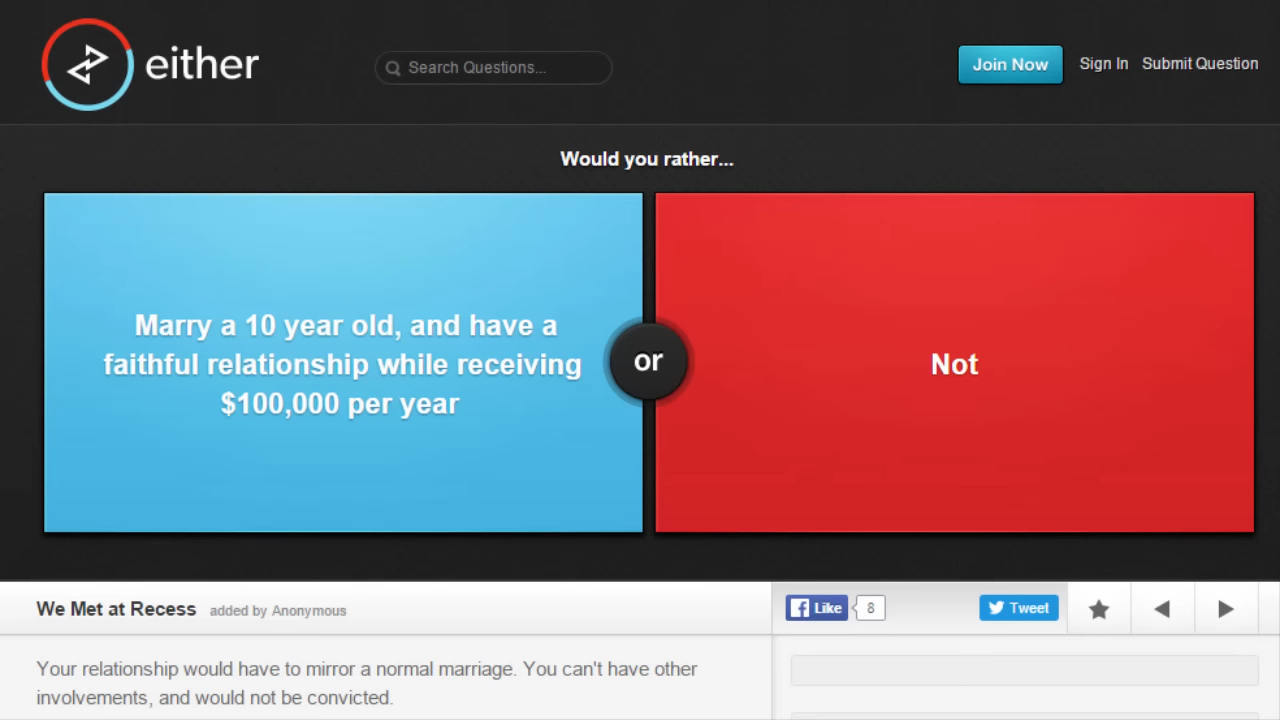 either
Search Questions...
Join Now
Sign In
Submit Question
Would you rather...
Marry a 10 year old, and have a
faithful relationship while receiving
$100,000 per year
or
Not
We Met at Recess
added by Anonymous
Like
8
Tweet
Your relationship would have to mirror a normal marriage. You can't have other
involvements, and would not be convicted.